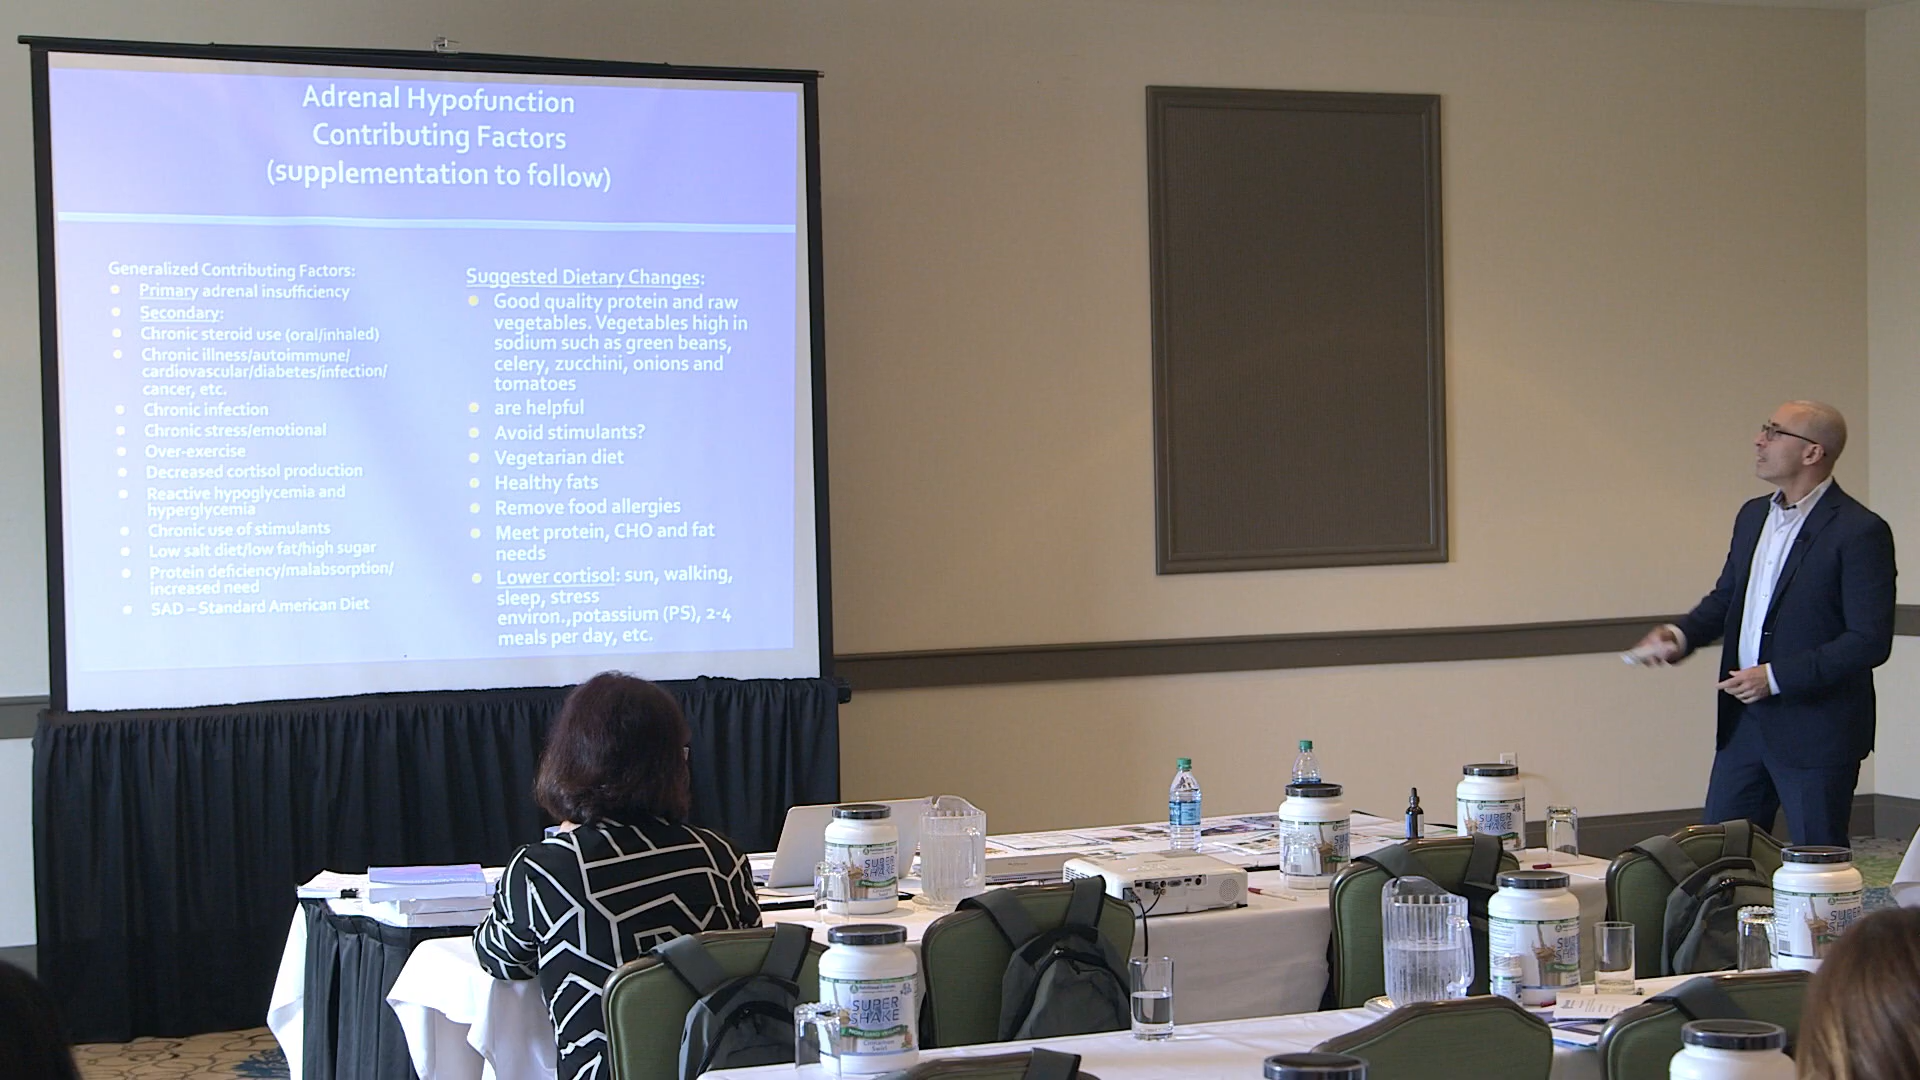 Adrenal Hypofunction
Contributing Factors
(supplementation to follow)
Generalized Contributing Factors:
Primary adrenal insufficiency
Secondary:
Chronic steroid use (oral/inhaled)
Chronic illness/autoimmune/
cardiovascular/diabetes/infection/
cancer, etc.
Chronic infection
Chronic stress/emotional
Over-exercise
Decreased cortisol production
Reactive hypoglycemia and
hyperglycemia
Chronic use of stimulants
Low salt diet/low fat/high sugar
Protein deficiency/malabsorption/
increased need
SAD – Standard American Diet
Suggested Dietary Changes:
Good quality protein and raw
vegetables. Vegetables high in
sodium such as green beans,
celery, zucchini, onions and
tomatoes
are helpful
Avoid stimulants?
Vegetarian diet
Healthy fats
Remove food allergies
Meet protein, CHO and fat
needs
Lower cortisol: sun, walking,
sleep, stress
environ.,potassium (PS), 2-4
meals per day, etc.
SUPER
SHAKE
SUPER
SHAKE
SUPER
SHAKE
SUPER
SHAKE
Cinnamon
Swirl